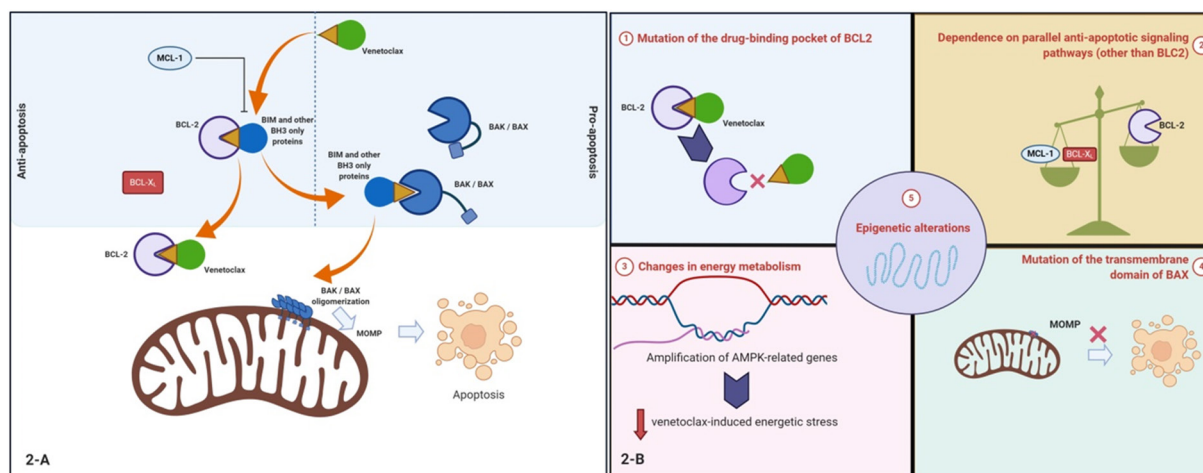 Anti-apoptosis
Pro-apoptosis
Venetoclax
MCL-1
BCL-2
BIM and other
BH3 only
proteins
BAK / BAX
BCL-XL
BIM and other
BH3 only
proteins
BAK / BAX
BCL-2
Venetoclax
BAK / BAX
oligomerization
MOMP
Apoptosis
2-A
1 Mutation of the drug-binding pocket of BCL2
BCL-2
Venetoclax
Dependence on parallel anti-apoptotic signaling
pathways (other than BLC2)
2
BCL-2
MCL-1
BCL-XL
5
Epigenetic alterations
3 Changes in energy metabolism
Amplification of AMPK-related genes
venetoclax-induced energetic stress
2-B
Mutation of the transmembrane
domain of BAX
4
MOMP